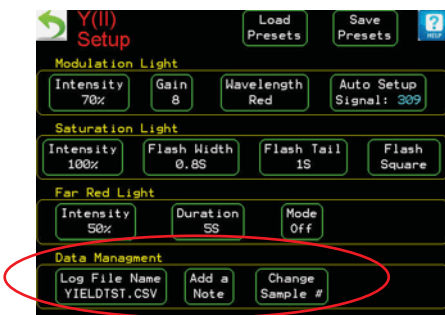 Y(II)
Setup
Load
Presets
Save
Presets
?
HELP
Modulation Light
Intensity
70%
Gain
8
Wavelength
Red
Auto Setup
Signal: 309
Saturation Light
Intensity
100%
Flash Width
0.8S
Flash Tail
1S
Flash
Square
Far Red Light
Intensity
50%
Duration
5S
Mode
Off
Data Managment
Log File Name
YIELDTST.CSV
Add a
Note
Change
Sample #